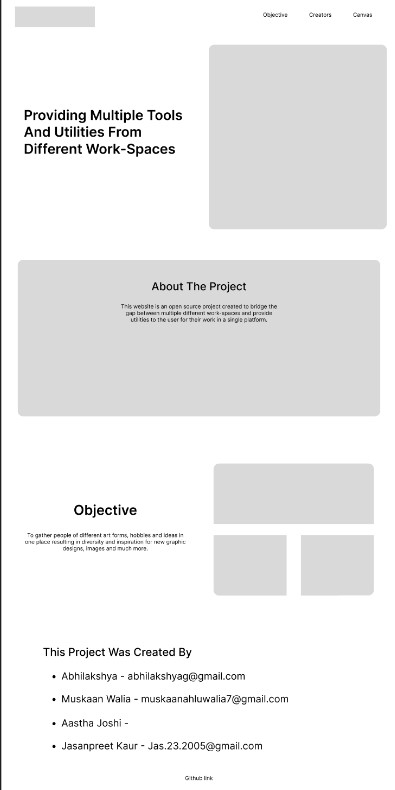 Objective Creators Canvas
Providing Multiple Tools
And Utilities From
Different Work-Spaces
About The Project
This website is an open source project created to bridge the
gap between multiple different work-spaces and provide
utilities to the user for their work in a single platform.
Objective
To gather people of different art forms, hobbies and ideas in
one place resulting in diversity and inspiration for new graphic
designs, images and much more.
This Project Was Created By
• Abhilakshya - abhilakshyag@gmail.com
• Muskaan Walia - muskaanahluwalia7@gmail.com
• Aastha Joshi -
• Jasanpreet Kaur - Jas.23.2005@gmail.com
Github link